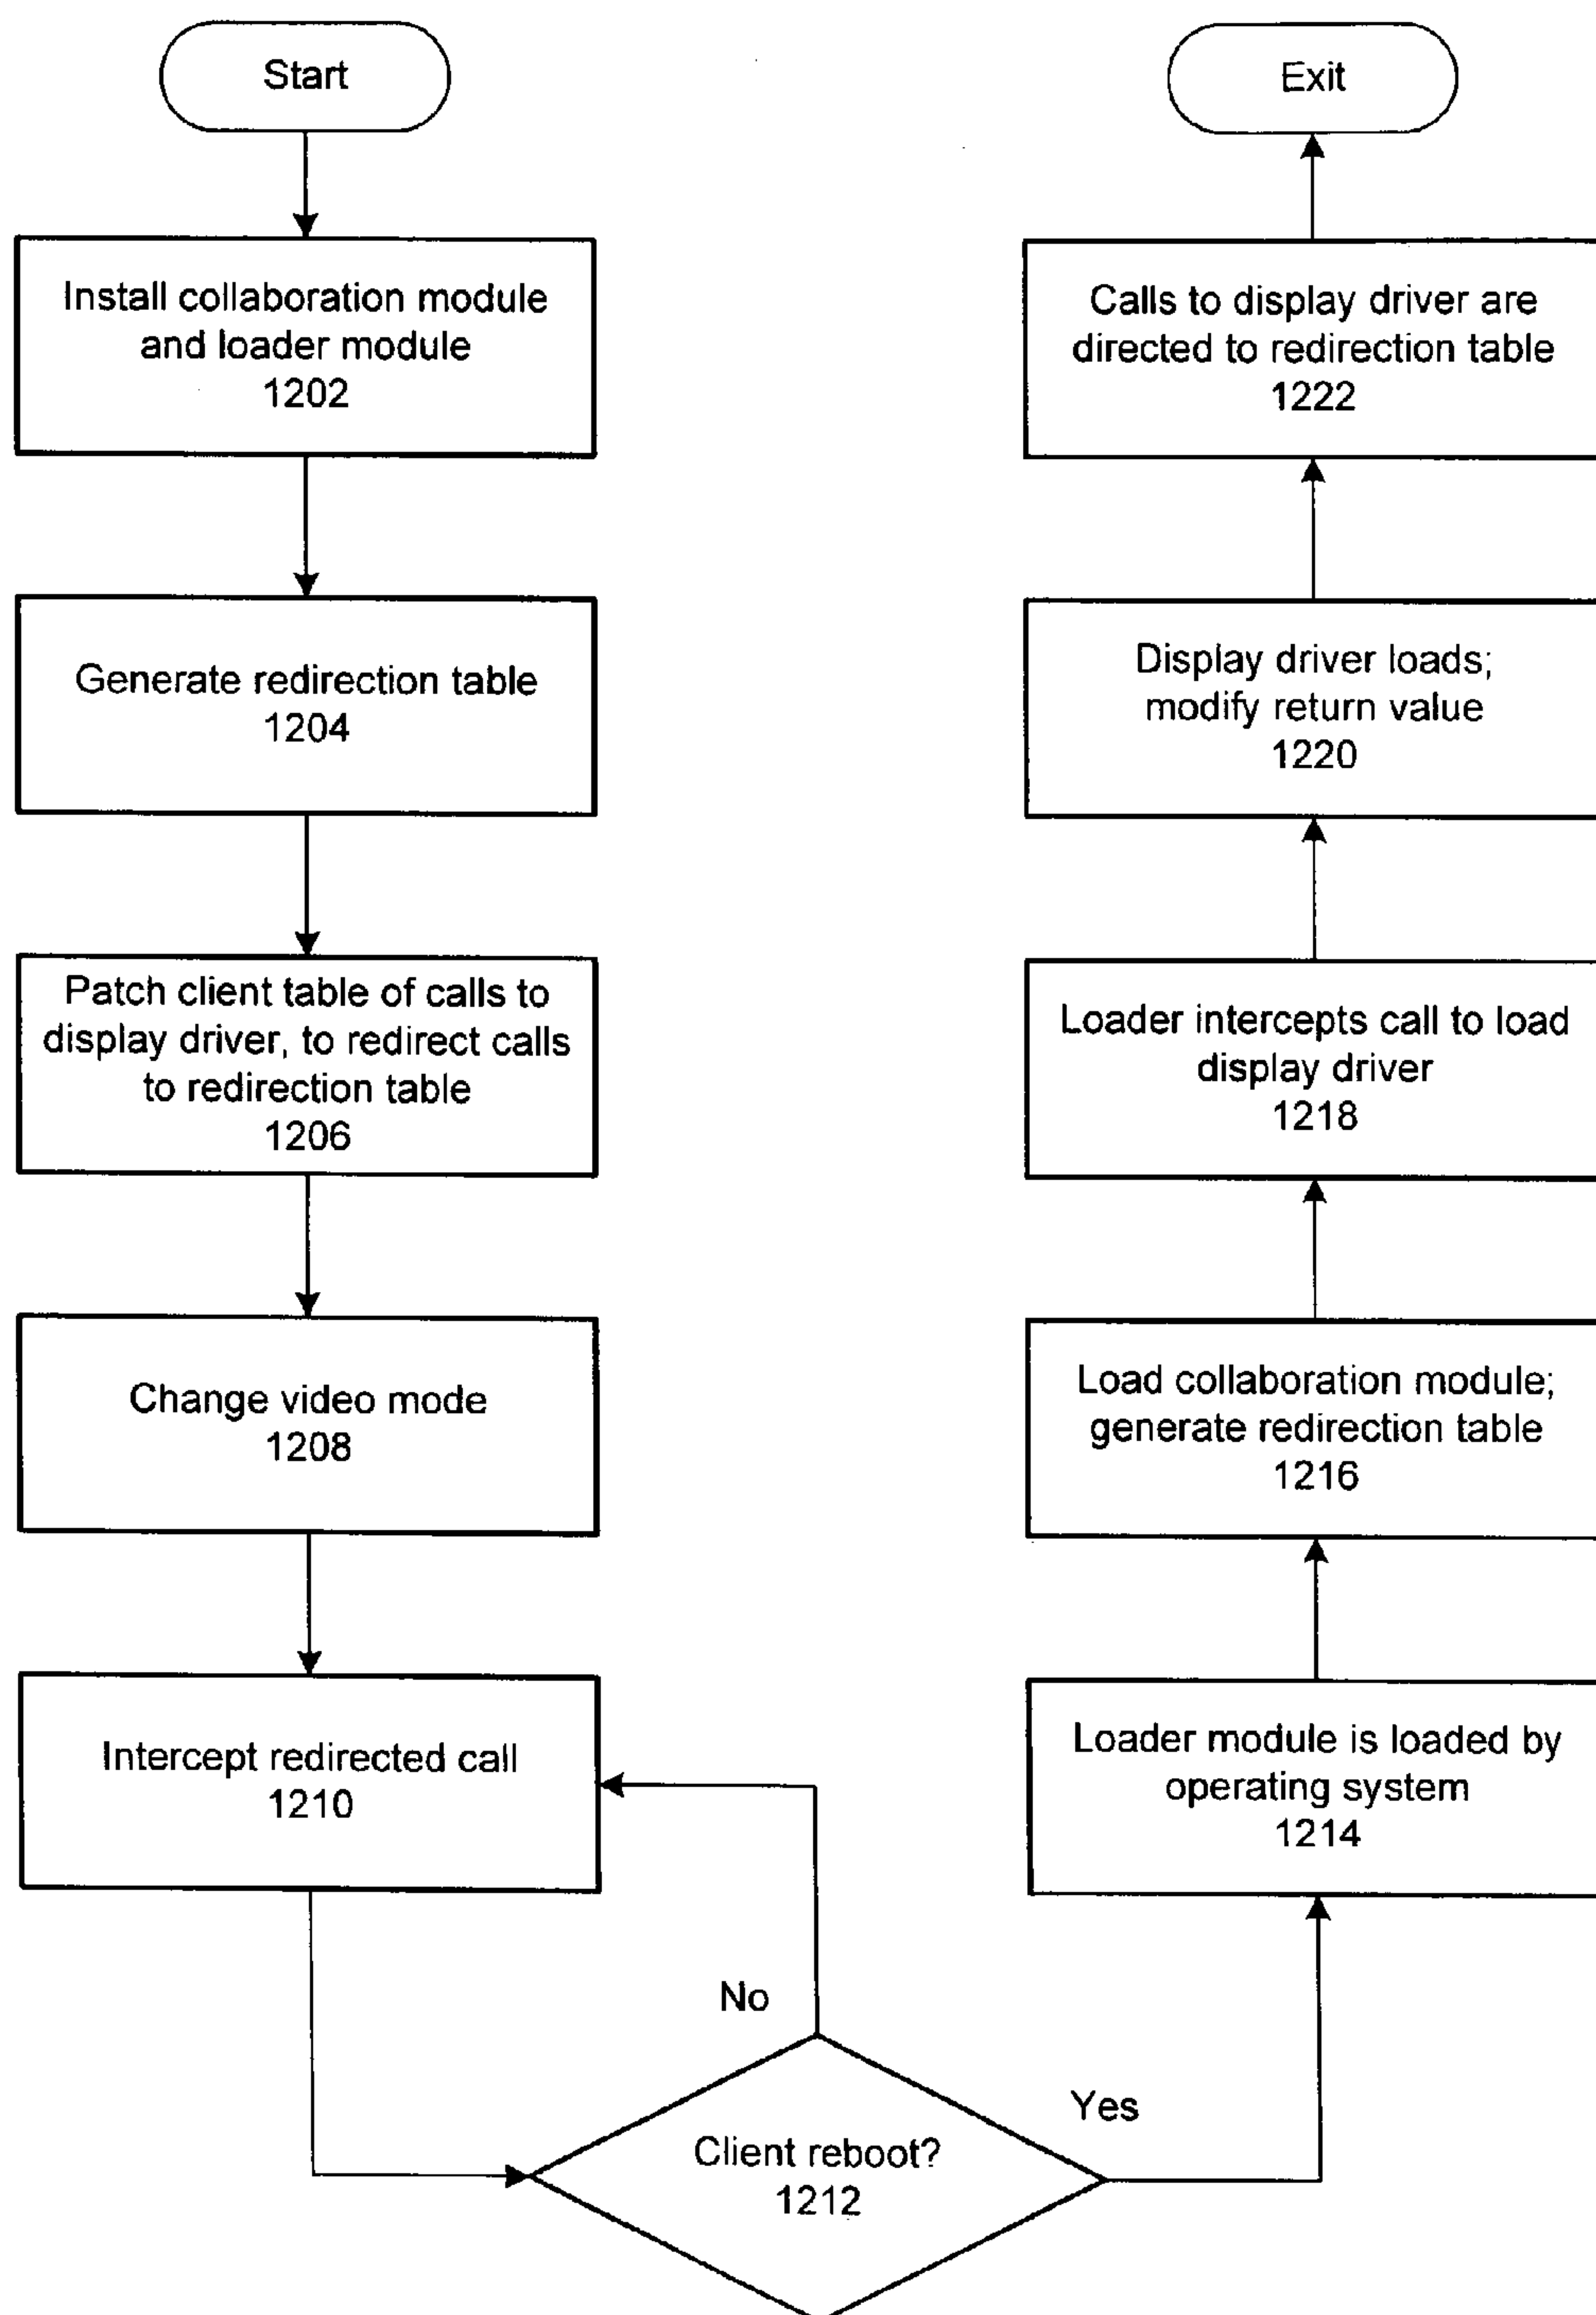 Start
Install collaboration module
and loader module
1202
Generate redirection table
1204
Patch client table of calls to
display driver, to redirect calls
to redirection table
1206
Change video mode
1208
Intercept redirected call
1210
No
Client reboot?
1212
Yes
Loader module is loaded by
operating system
1214
Load collaboration module;
generate redirection table
1216
Loader intercepts call to load
display driver
1218
Display driver loads;
modify return value
1220
Calls to display driver are
directed to redirection table
1222
Exit